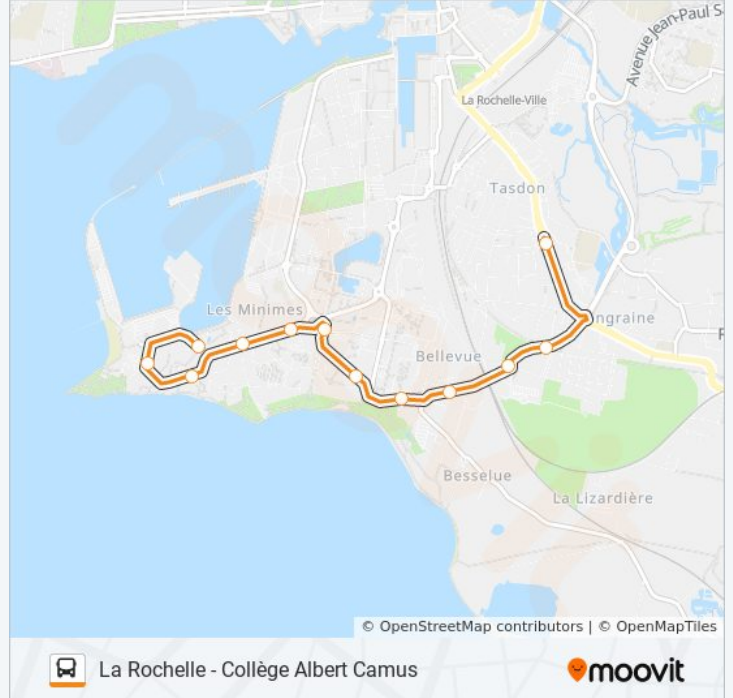 Avenue Jean-Paul S
La Rochelle-Ville
Tasdon
Les Minimes
ngraine
Bellevue
Besselue
La Lizardière
© OpenStreetMap contributors | © OpenMapTiles
La Rochelle - Collège Albert Camus
moovit